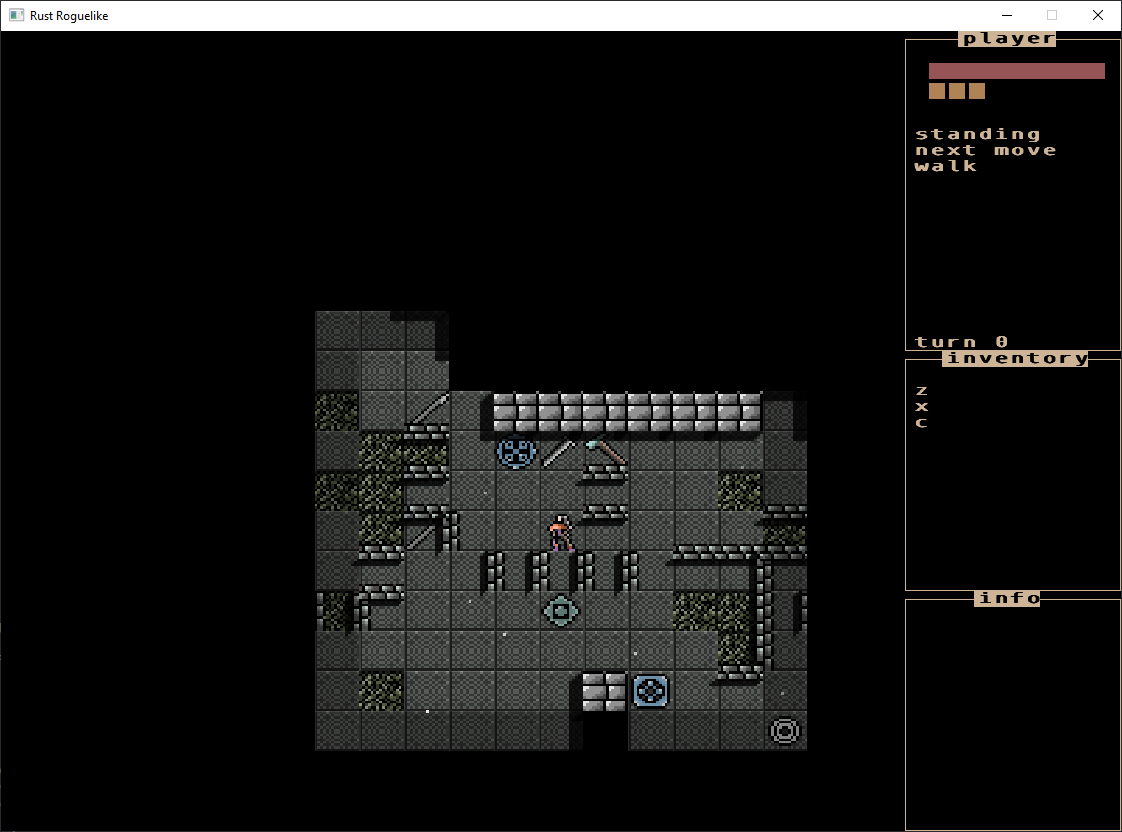 Rust Roguelike
player
standing
next move
walk
turn 0
inventory
z
x
c
info